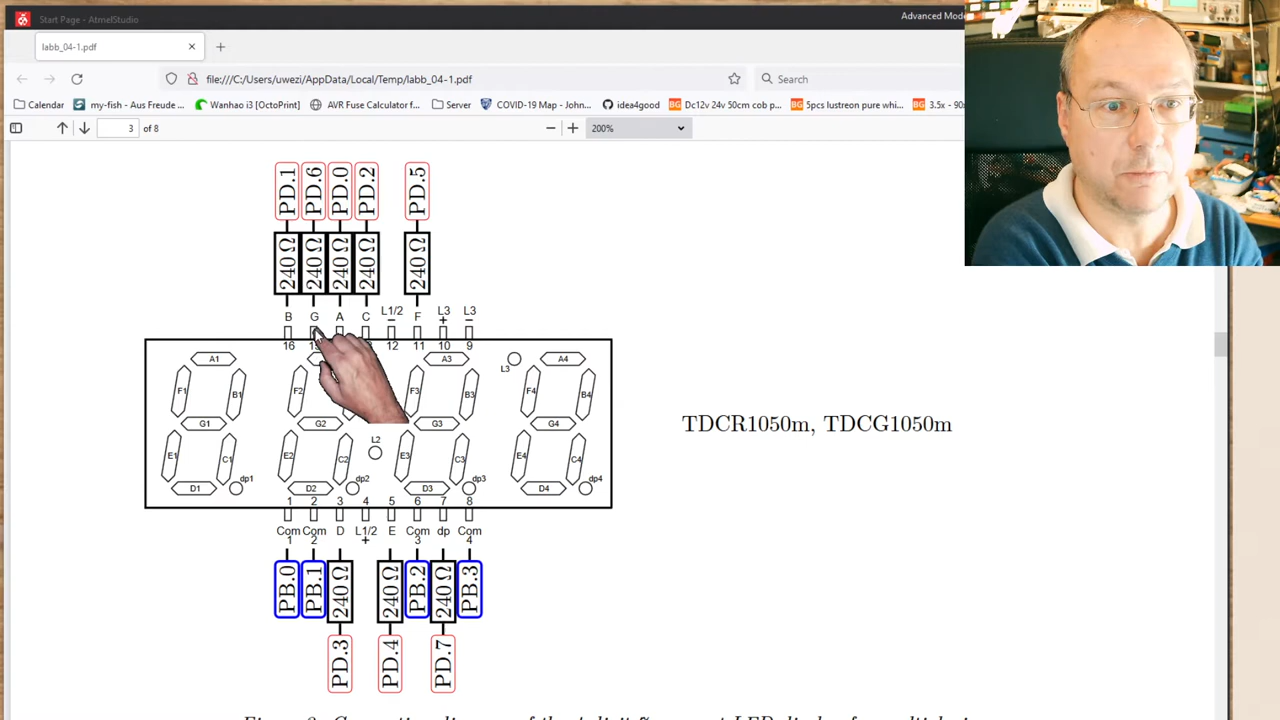 Start Page - AtmelStudio
Advanced Mode
labb_04-1.pdf
file:///C:/Users/uwezi/AppData/Local/Temp/labb_04-1.pdf
Search
Calendar
my-fish - Aus Freude ...
Wanhao i3 [OctoPrint]
AVR Fuse Calculator f...
Server
COVID-19 Map - John...
idea4good
Dc12v 24v 50cm cob p...
5pcs lustreon pure whi...
3.5x - 90x
3 of 8
200%
PD.1 PD.6 PD.0 PD.2 PD.5
240Ω 240Ω 240Ω 240Ω 240Ω
B G A C L1/2 − F L3 + L3 −
16 12 11 10 9
A1 A3 L3 A4
F1 B1 F2 F3 B3 F4 B4
G1 G2 G3 G4
L2
E1 C1 E2 C2 E3 C3 E4 C4
dp1 dp2 dp3 dp4
D1 D2 D3 D4
1 2 3 4 5 6 7 8
Com 1 Com 2 D L1/2 + E Com 3 dp Com 4
PB.0 PB.1 240Ω 240Ω PB.2 240Ω PB.3
PD.3 PD.4 PD.7
TDCR1050m, TDCG1050m